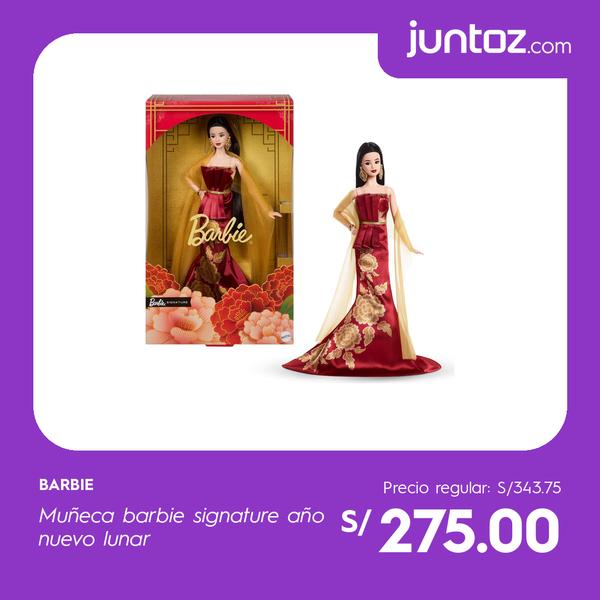 juntoz.com
Barbie
Barbie SIGNATURE
BARBIE
Precio regular: S/343.75
Muñeca barbie signature año
nuevo lunar
S/ 275.00